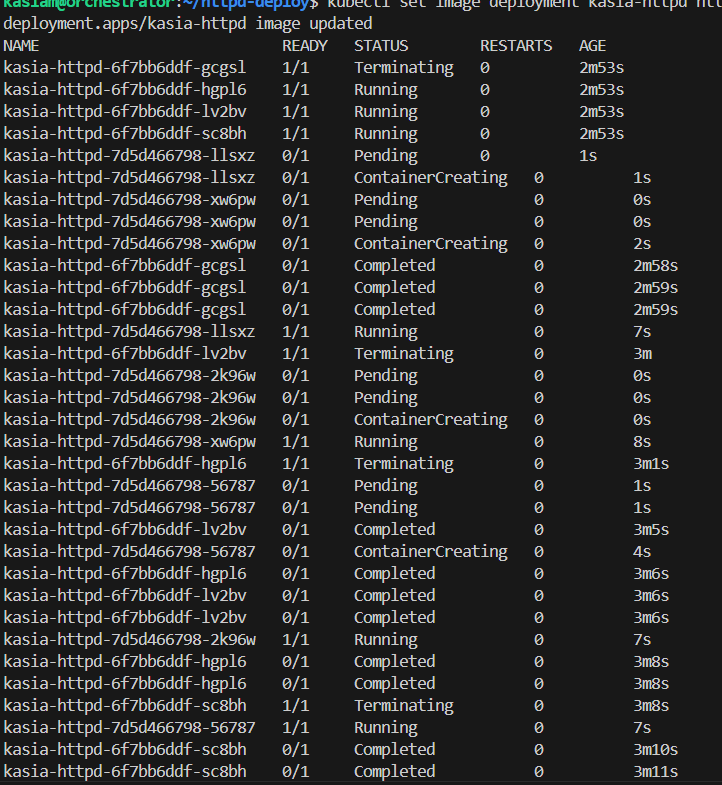 kasiam@orchestrator:~/httpd-deploy$ kubectl set image deployment kasia-httpd htt
deployment.apps/kasia-httpd image updated
NAME READY STATUS RESTARTS AGE
kasia-httpd-6f7bb6ddf-gcgsl 1/1 Terminating 0 2m53s
kasia-httpd-6f7bb6ddf-hgpl6 1/1 Running 0 2m53s
kasia-httpd-6f7bb6ddf-lv2bv 1/1 Running 0 2m53s
kasia-httpd-6f7bb6ddf-sc8bh 1/1 Running 0 2m53s
kasia-httpd-7d5d466798-llsxz 0/1 Pending 0 1s
kasia-httpd-7d5d466798-llsxz 0/1 ContainerCreating 0 1s
kasia-httpd-7d5d466798-xw6pw 0/1 Pending 0 0s
kasia-httpd-7d5d466798-xw6pw 0/1 Pending 0 0s
kasia-httpd-7d5d466798-xw6pw 0/1 ContainerCreating 0 2s
kasia-httpd-6f7bb6ddf-gcgsl 0/1 Completed 0 2m58s
kasia-httpd-6f7bb6ddf-gcgsl 0/1 Completed 0 2m59s
kasia-httpd-6f7bb6ddf-gcgsl 0/1 Completed 0 2m59s
kasia-httpd-7d5d466798-llsxz 1/1 Running 0 7s
kasia-httpd-6f7bb6ddf-lv2bv 1/1 Terminating 0 3m
kasia-httpd-7d5d466798-2k96w 0/1 Pending 0 0s
kasia-httpd-7d5d466798-2k96w 0/1 Pending 0 0s
kasia-httpd-7d5d466798-2k96w 0/1 ContainerCreating 0 0s
kasia-httpd-7d5d466798-xw6pw 1/1 Running 0 8s
kasia-httpd-6f7bb6ddf-hgpl6 1/1 Terminating 0 3m1s
kasia-httpd-7d5d466798-56787 0/1 Pending 0 1s
kasia-httpd-7d5d466798-56787 0/1 Pending 0 1s
kasia-httpd-6f7bb6ddf-lv2bv 0/1 Completed 0 3m5s
kasia-httpd-7d5d466798-56787 0/1 ContainerCreating 0 4s
kasia-httpd-6f7bb6ddf-hgpl6 0/1 Completed 0 3m6s
kasia-httpd-6f7bb6ddf-lv2bv 0/1 Completed 0 3m6s
kasia-httpd-6f7bb6ddf-lv2bv 0/1 Completed 0 3m6s
kasia-httpd-7d5d466798-2k96w 1/1 Running 0 7s
kasia-httpd-6f7bb6ddf-hgpl6 0/1 Completed 0 3m8s
kasia-httpd-6f7bb6ddf-hgpl6 0/1 Completed 0 3m8s
kasia-httpd-6f7bb6ddf-sc8bh 1/1 Terminating 0 3m8s
kasia-httpd-7d5d466798-56787 1/1 Running 0 7s
kasia-httpd-6f7bb6ddf-sc8bh 0/1 Completed 0 3m10s
kasia-httpd-6f7bb6ddf-sc8bh 0/1 Completed 0 3m11s